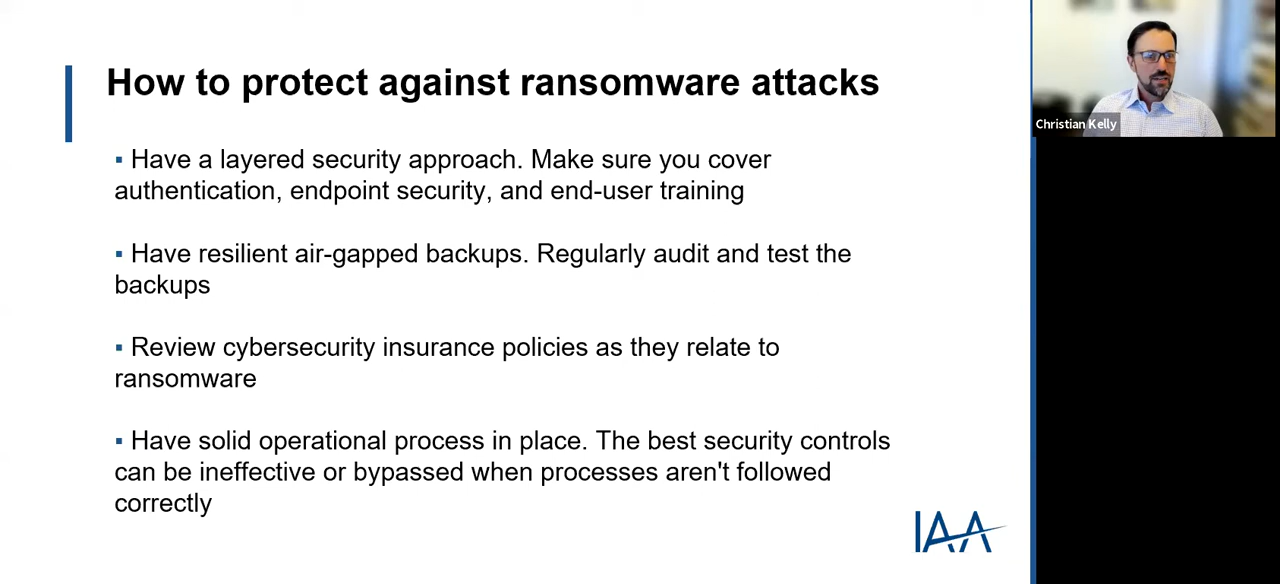 How to protect against ransomware attacks
▪ Have a layered security approach. Make sure you cover
authentication, endpoint security, and end-user training
▪ Have resilient air-gapped backups. Regularly audit and test the
backups
▪ Review cybersecurity insurance policies as they relate to
ransomware
▪ Have solid operational process in place. The best security controls
can be ineffective or bypassed when processes aren't followed
correctly
IAA
Christian Kelly